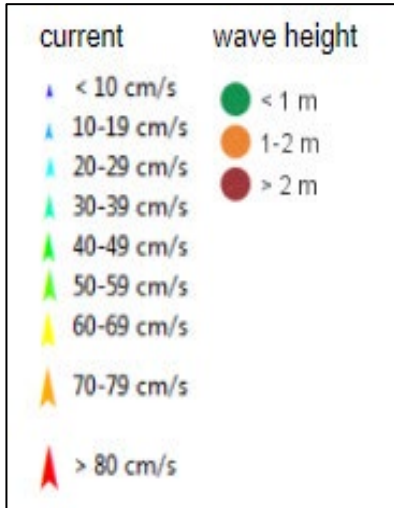 current
< 10 cm/s
10-19 cm/s
20-29 cm/s
30-39 cm/s
40-49 cm/s
50-59 cm/s
60-69 cm/s
70-79 cm/s
> 80 cm/s
wave height
< 1 m
1-2 m
> 2 m